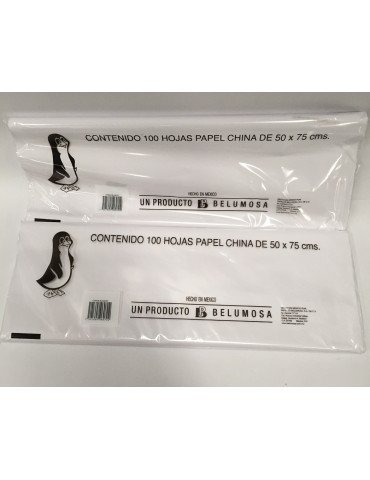 CONTENIDO 100 HOJAS PAPEL CHINA DE 50 x 75 cms.
HECHO EN MEXICO
UN PRODUCTO B BELUMOSA
CONTENIDO 100 HOJAS PAPEL CHINA DE 50 x 75 cms.
HECHO EN MEXICO
UN PRODUCTO B BELUMOSA